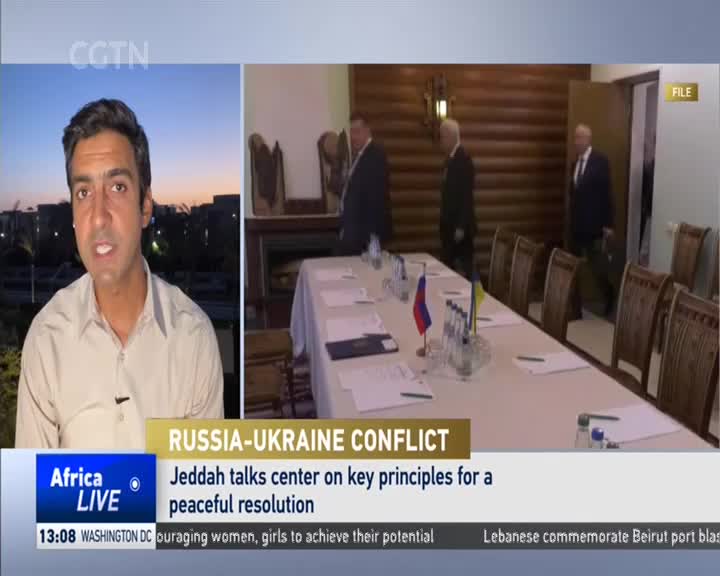 CGTN
FILE
RUSSIA-UKRAINE CONFLICT
Africa
LIVE
Jeddah talks center on key principles for a
peaceful resolution
13:08 WASHINGTON DC
ouraging women, girls to achieve their potential Lebanese commemorate Beirut port blas